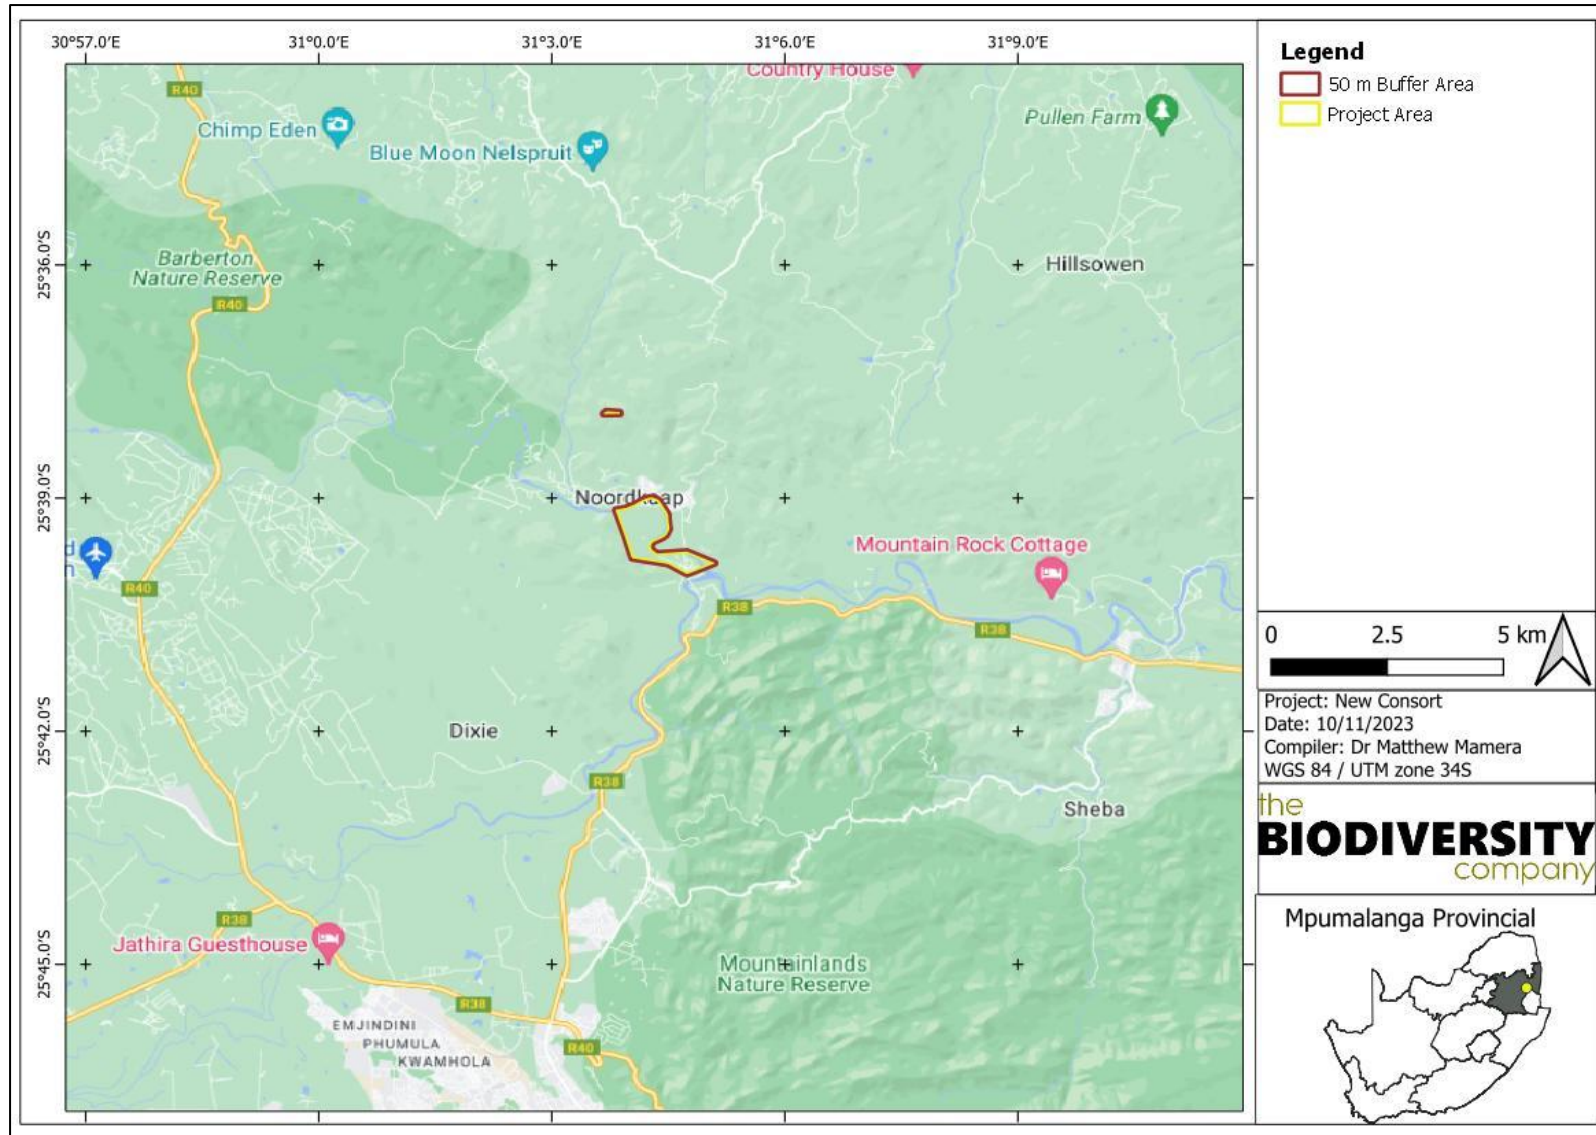 30°57.0'E 31°0.0'E 31°3.0'E 31°6.0'E 31°9.0'E
Country House
R40
Chimp Eden
Blue Moon Nelspruit
Pullen Farm
25°36.0'S
Barberton
Nature Reserve
Hillsowen
R40
25°39.0'S
Noordkaap
Mountain Rock Cottage
R40
R38
R38
25°42.0'S
Dixie
R38
Sheba
R38
Jathira Guesthouse
25°45.0'S
Mountainlands
Nature Reserve
R38
EMJINDINI
PHUMULA
KWAMHOLA
R40
Legend
50 m Buffer Area
Project Area
0 2.5 5 km
Project: New Consort
Date: 10/11/2023
Compiler: Dr Matthew Mamera
WGS 84 / UTM zone 34S
the
BIODIVERSITY
company
Mpumalanga Provincial